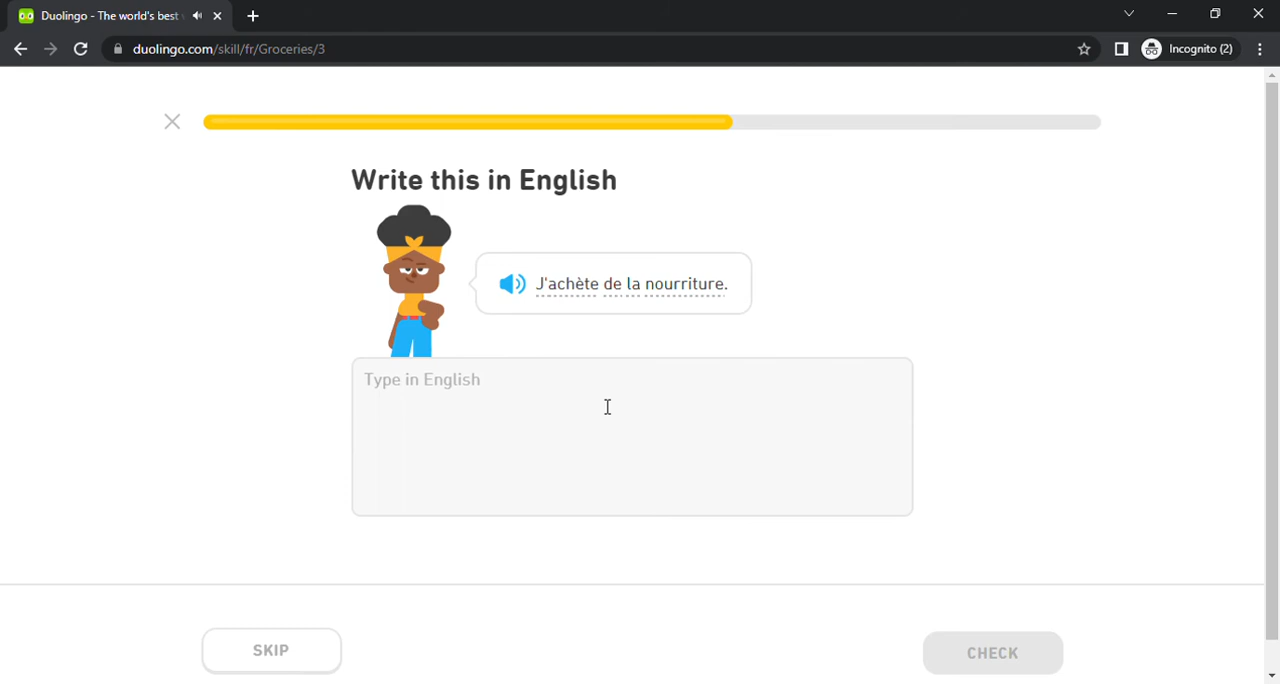 Duolingo - The world's best
duolingo.com/skill/fr/Groceries/3
Incognito (2)
Write this in English
J'achète de la nourriture.
Type in English
SKIP
CHECK